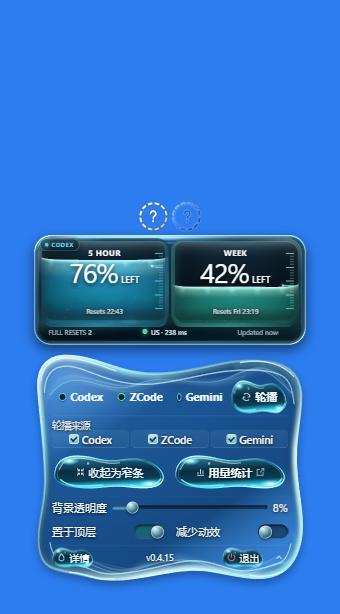 ? ?
CODEX
5 HOUR WEEK
76% LEFT 42% LEFT
Resets 22:43 Resets Fri 23:19
FULL RESETS 2 US · 238 ms Updated now
Codex ZCode Gemini 轮播
轮播来源
Codex ZCode Gemini
收起为窄条 用量统计
背景透明度 8%
置于顶层 减少动效
详情 v0.4.15 退出